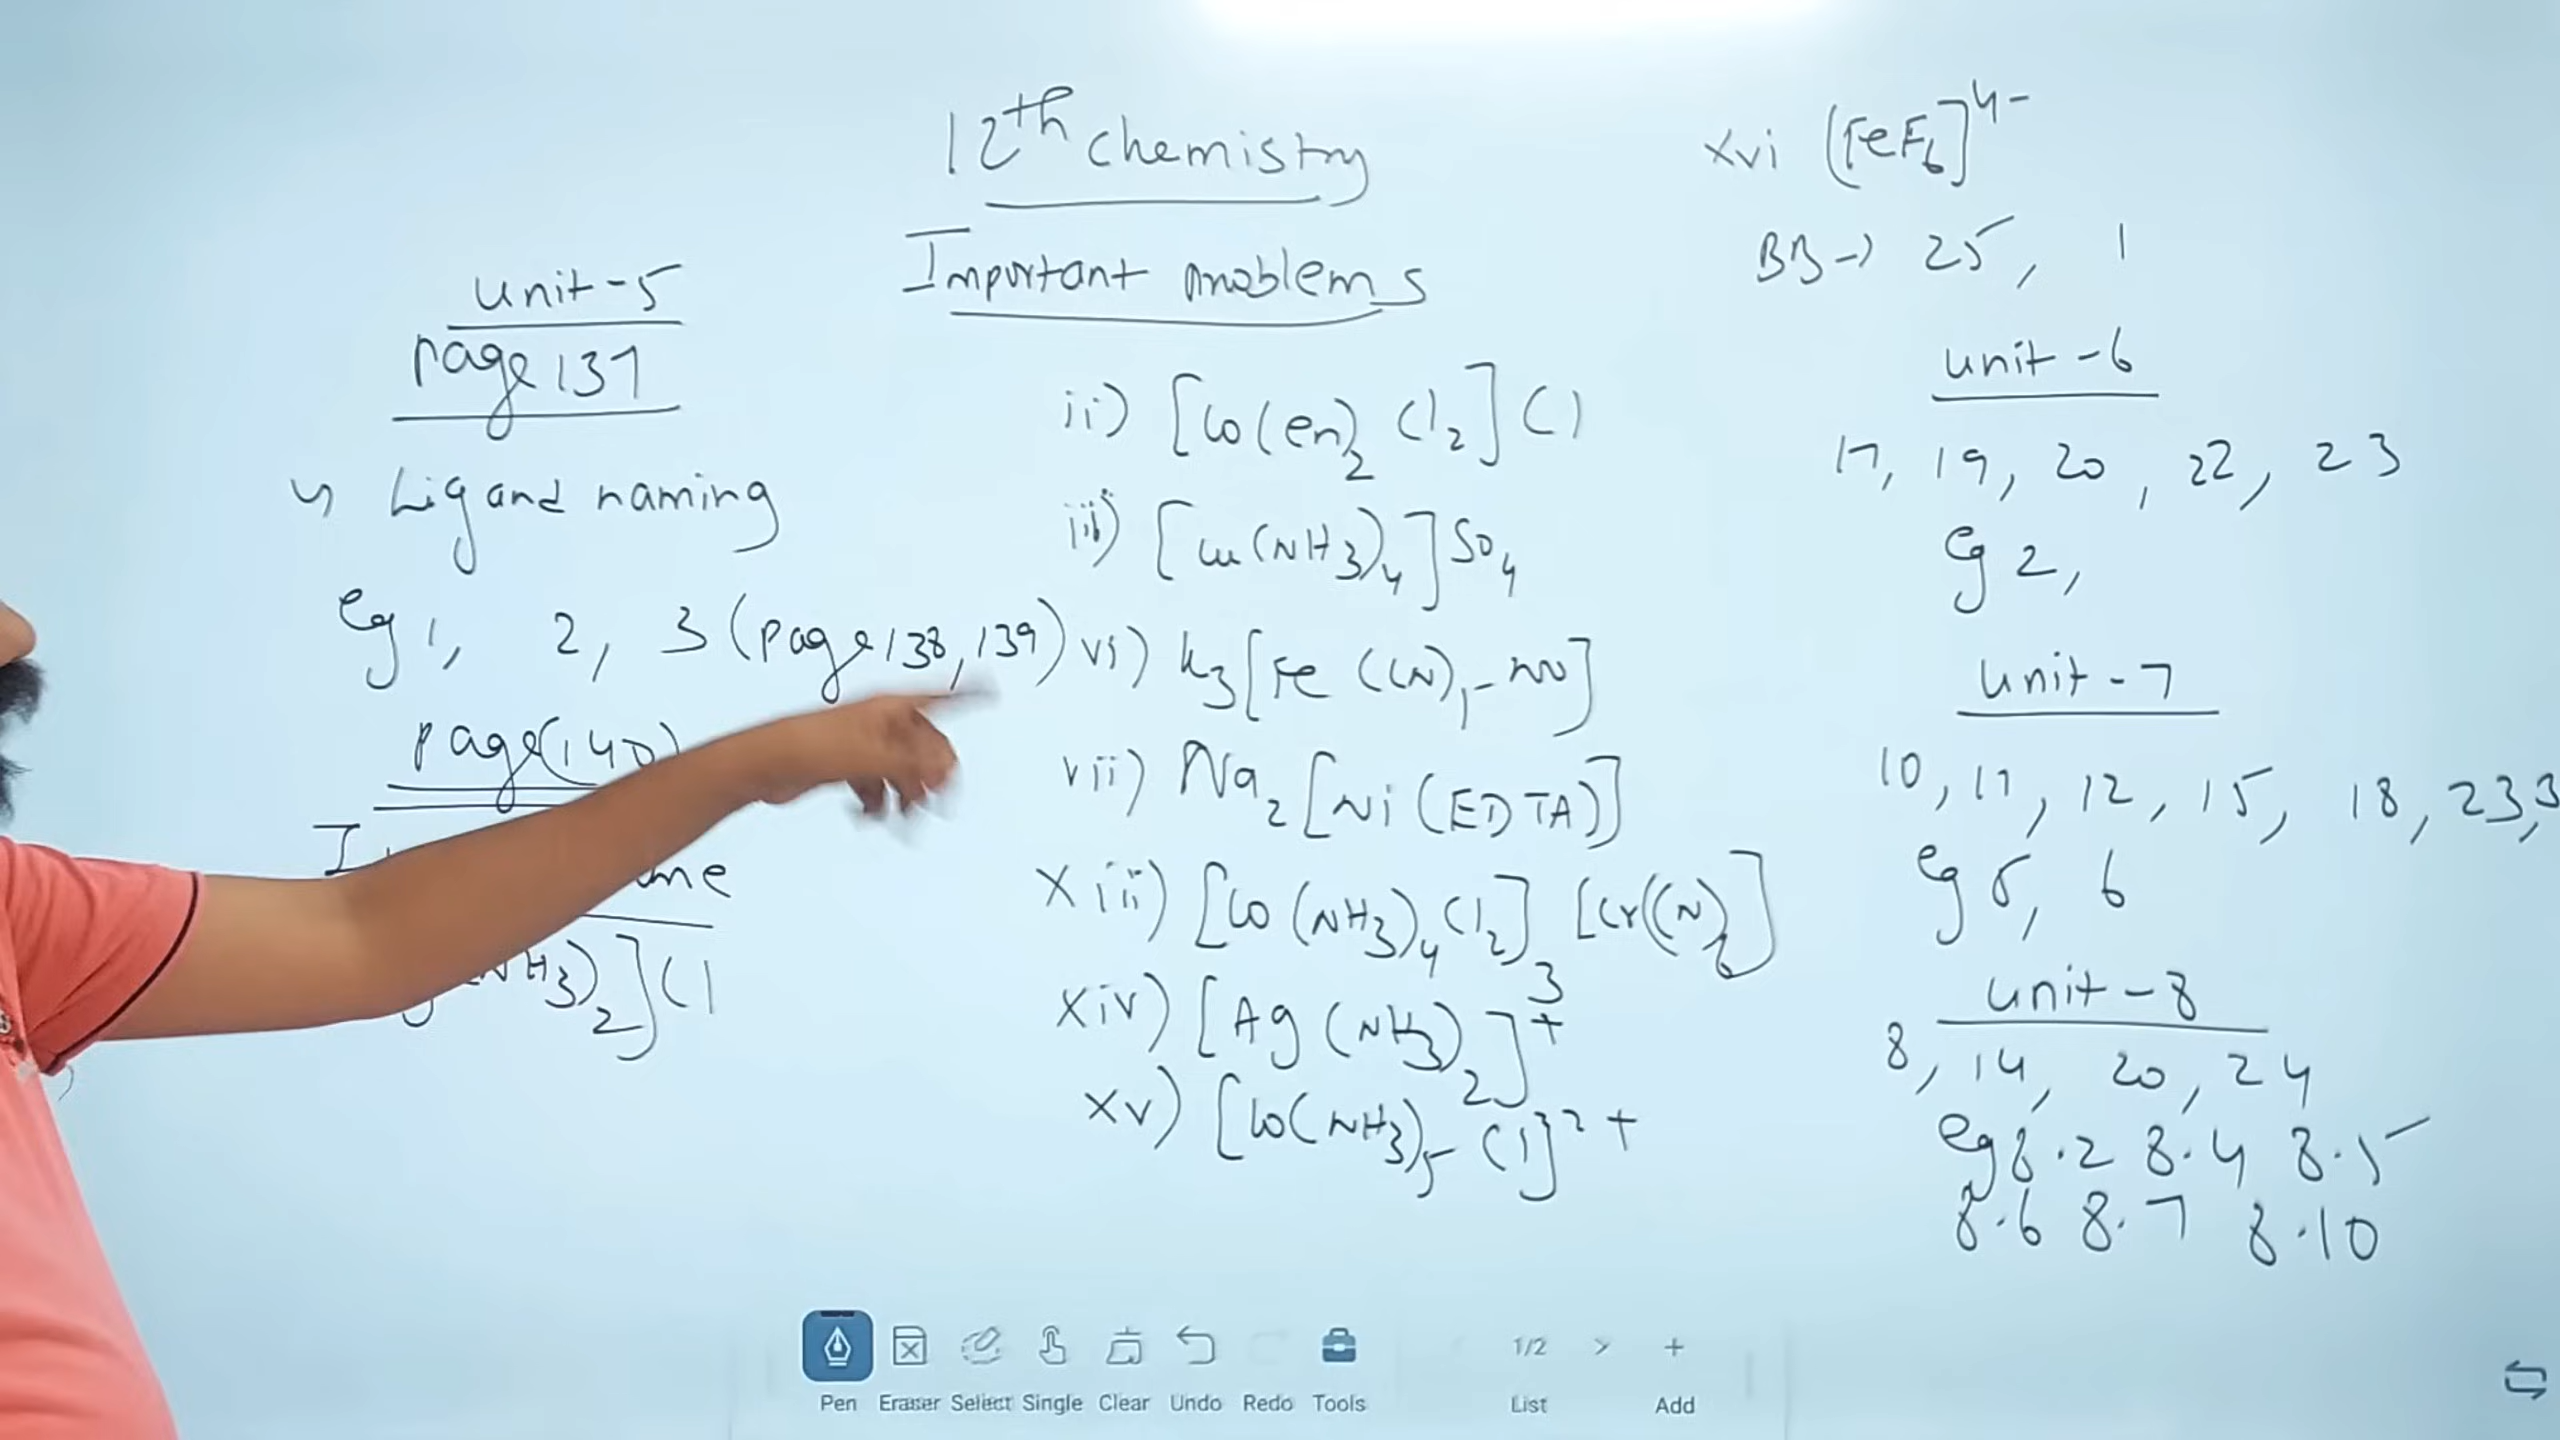 12th chemistry
Important problems
unit-5
page 137
Ligand naming
eg 1, 2, 3 (page 138, 139)
page (140)
NH3)2]Cl
ii) [Co(en)2 Cl2]Cl
iii) [Cu(NH3)4]SO4
vi) K3[Fe(CN)5 NO]
vii) Na2[Ni(EDTA)]
xiii) [Co(NH3)4Cl2]3 [Cr(CN)6]
xiv) [Ag(NH3)2]+
xv) [Co(NH3)5 Cl]2+
xvi [FeF6]4-
BB→ 25, 1
unit-6
17, 19, 20, 22, 23
eg 2,
unit-7
10, 11, 12, 15, 18, 23,
eg 5, 6
unit-8
8, 14, 20, 24
eg 8.2 8.4 8.5
8.6 8.7 8.10
Pen Eraser Select Single Clear Undo Redo Tools 1/2 List Add